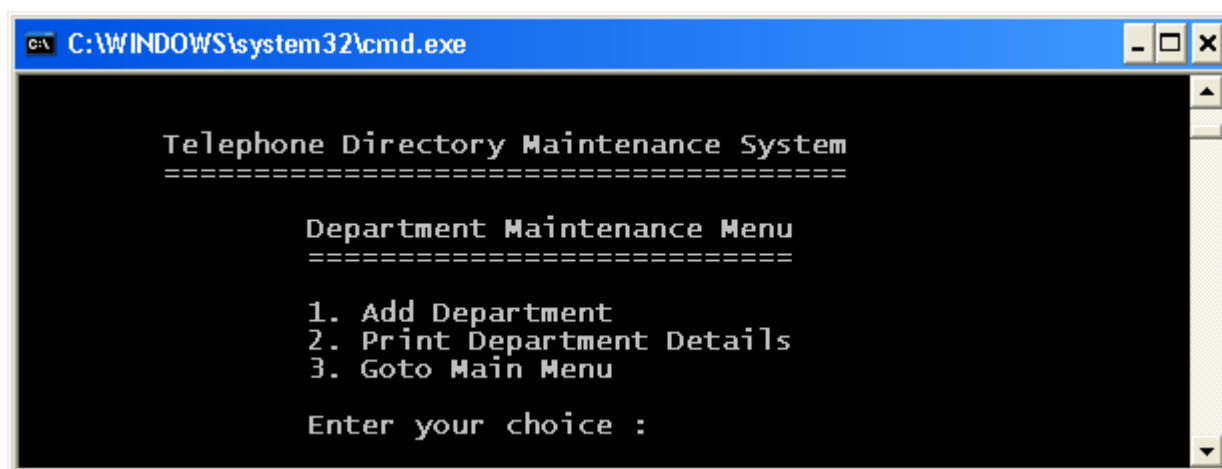 C:\WINDOWS\system32\cmd.exe
Telephone Directory Maintenance System
======================================
Department Maintenance Menu
===========================
1. Add Department
2. Print Department Details
3. Goto Main Menu
Enter your choice :